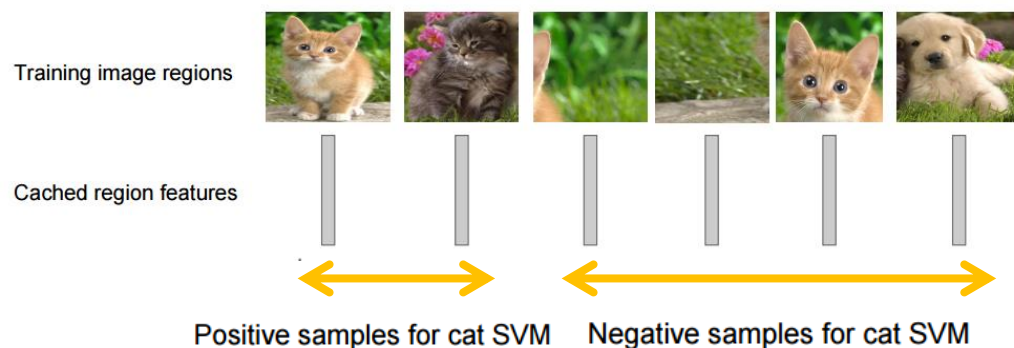 Training image regions
Cached region features
Positive samples for cat SVM
Negative samples for cat SVM